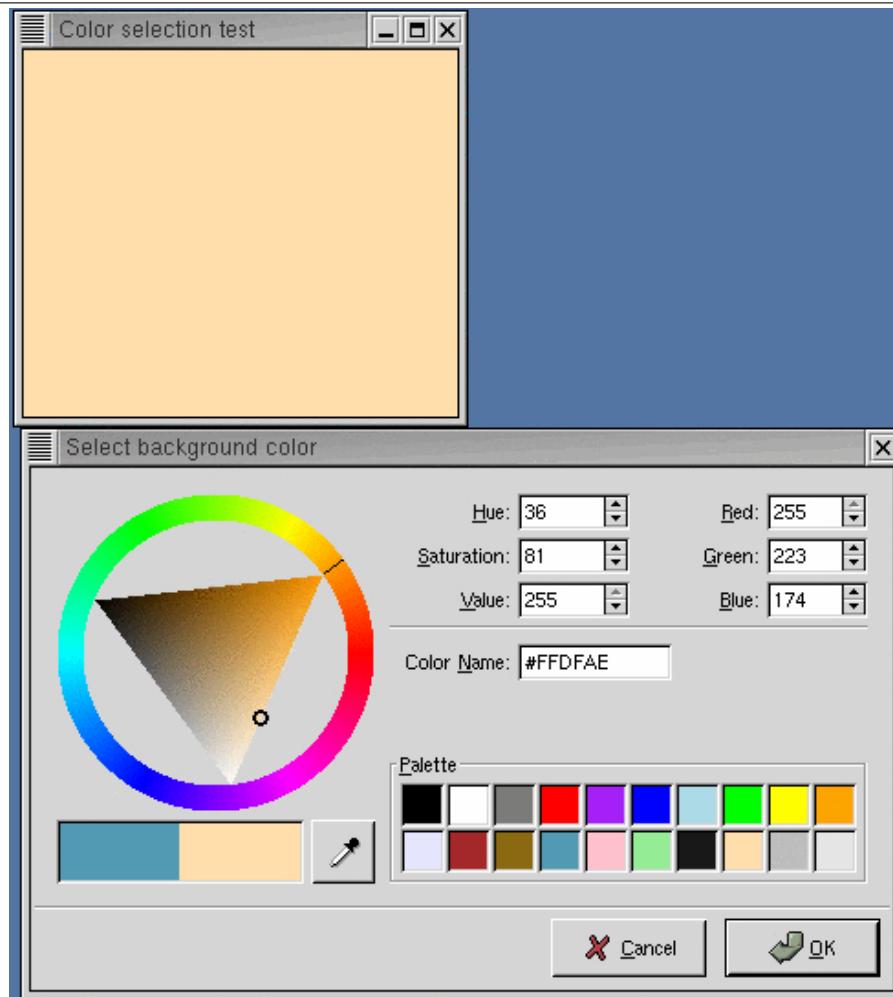 Color selection test
Select background color
Hue: 36 Red: 255
Saturation: 81 Green: 223
Value: 255 Blue: 174
Color Name: #FFDFAE
Palette
Cancel OK